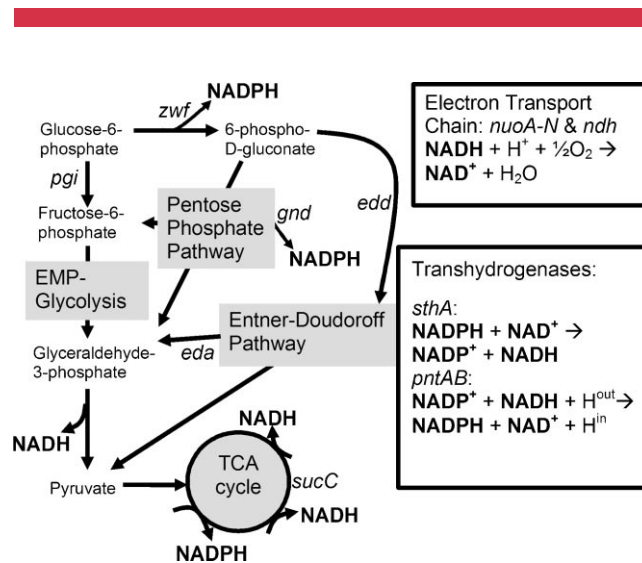 NADPH
zwf
Glucose-6-
phosphate
6-phospho-
D-gluconate
pgi
Fructose-6-
phosphate
Pentose
Phosphate
Pathway
gnd
NADPH
edd
EMP-
Glycolysis
Entner-Doudoroff
Pathway
eda
Glyceraldehyde-
3-phosphate
NADH
NADH
TCA
cycle
sucC
Pyruvate
NADH
NADPH
Electron Transport
Chain: nuoA-N & ndh
NADH + H⁺ + ½O₂ →
NAD⁺ + H₂O
Transhydrogenases:
sthA:
NADPH + NAD⁺ →
NADP⁺ + NADH
pntAB:
NADP⁺ + NADH + Hᵒᵘᵗ→
NADPH + NAD⁺ + Hⁱⁿ